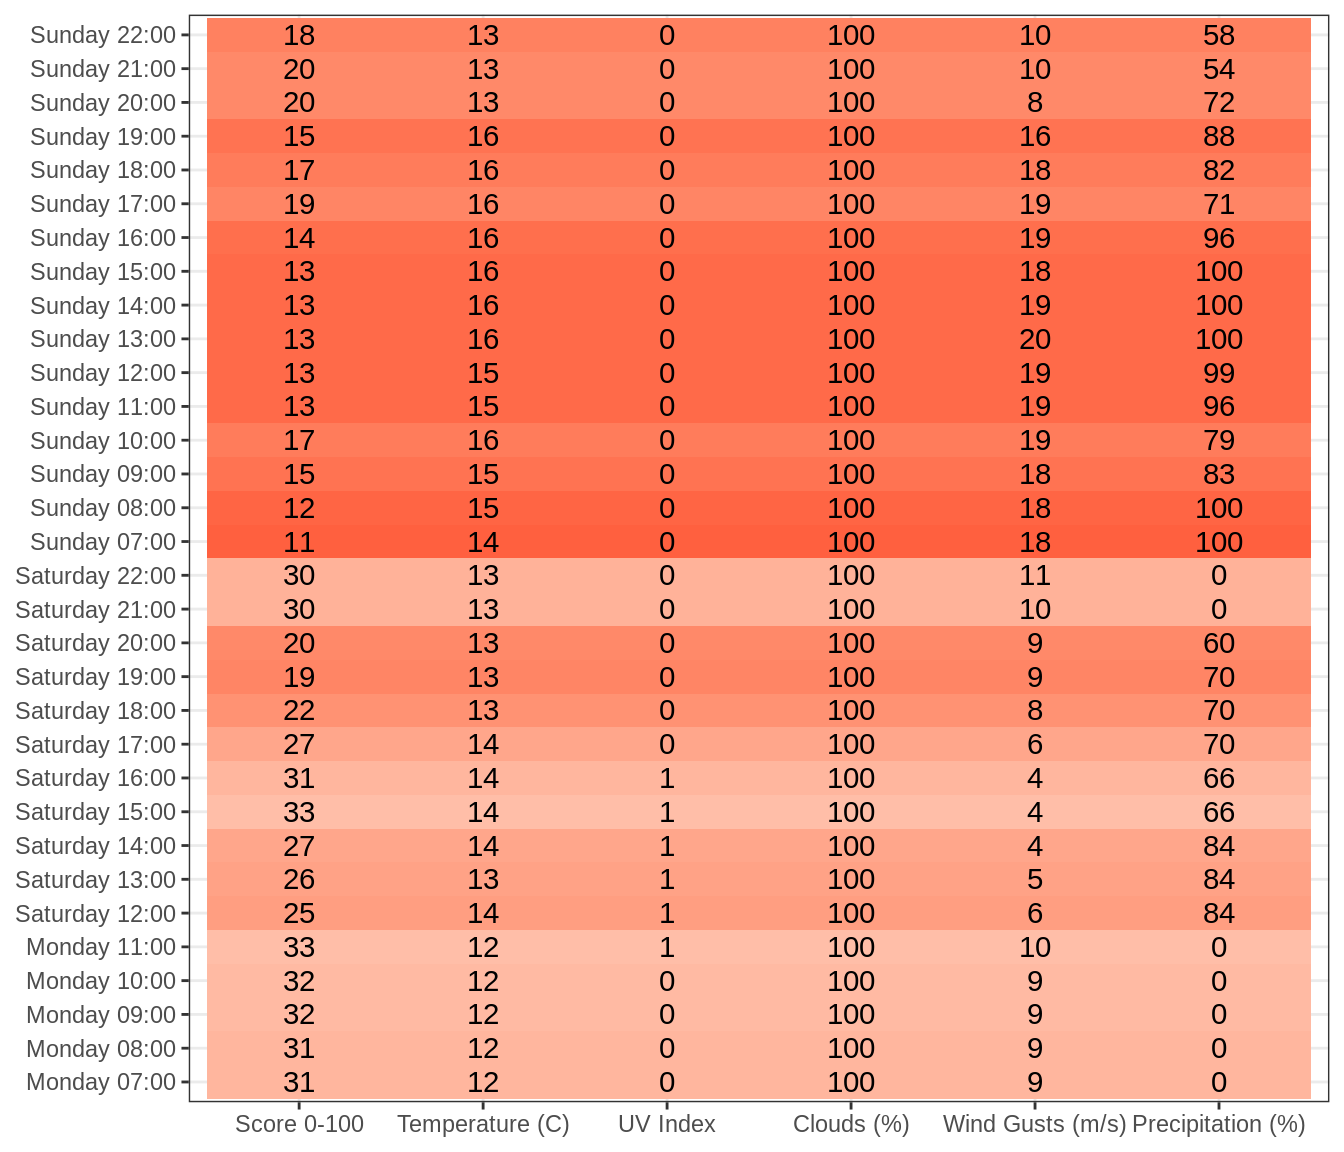 Sunday 22:00 18 13 0 100 10 58
Sunday 21:00 20 13 0 100 10 54
Sunday 20:00 20 13 0 100 8 72
Sunday 19:00 15 16 0 100 16 88
Sunday 18:00 17 16 0 100 18 82
Sunday 17:00 19 16 0 100 19 71
Sunday 16:00 14 16 0 100 19 96
Sunday 15:00 13 16 0 100 18 100
Sunday 14:00 13 16 0 100 19 100
Sunday 13:00 13 16 0 100 20 100
Sunday 12:00 13 15 0 100 19 99
Sunday 11:00 13 15 0 100 19 96
Sunday 10:00 17 16 0 100 19 79
Sunday 09:00 15 15 0 100 18 83
Sunday 08:00 12 15 0 100 18 100
Sunday 07:00 11 14 0 100 18 100
Saturday 22:00 30 13 0 100 11 0
Saturday 21:00 30 13 0 100 10 0
Saturday 20:00 20 13 0 100 9 60
Saturday 19:00 19 13 0 100 9 70
Saturday 18:00 22 13 0 100 8 70
Saturday 17:00 27 14 0 100 6 70
Saturday 16:00 31 14 1 100 4 66
Saturday 15:00 33 14 1 100 4 66
Saturday 14:00 27 14 1 100 4 84
Saturday 13:00 26 13 1 100 5 84
Saturday 12:00 25 14 1 100 6 84
Monday 11:00 33 12 1 100 10 0
Monday 10:00 32 12 0 100 9 0
Monday 09:00 32 12 0 100 9 0
Monday 08:00 31 12 0 100 9 0
Monday 07:00 31 12 0 100 9 0
Score 0-100 Temperature (C) UV Index Clouds (%) Wind Gusts (m/s) Precipitation (%)